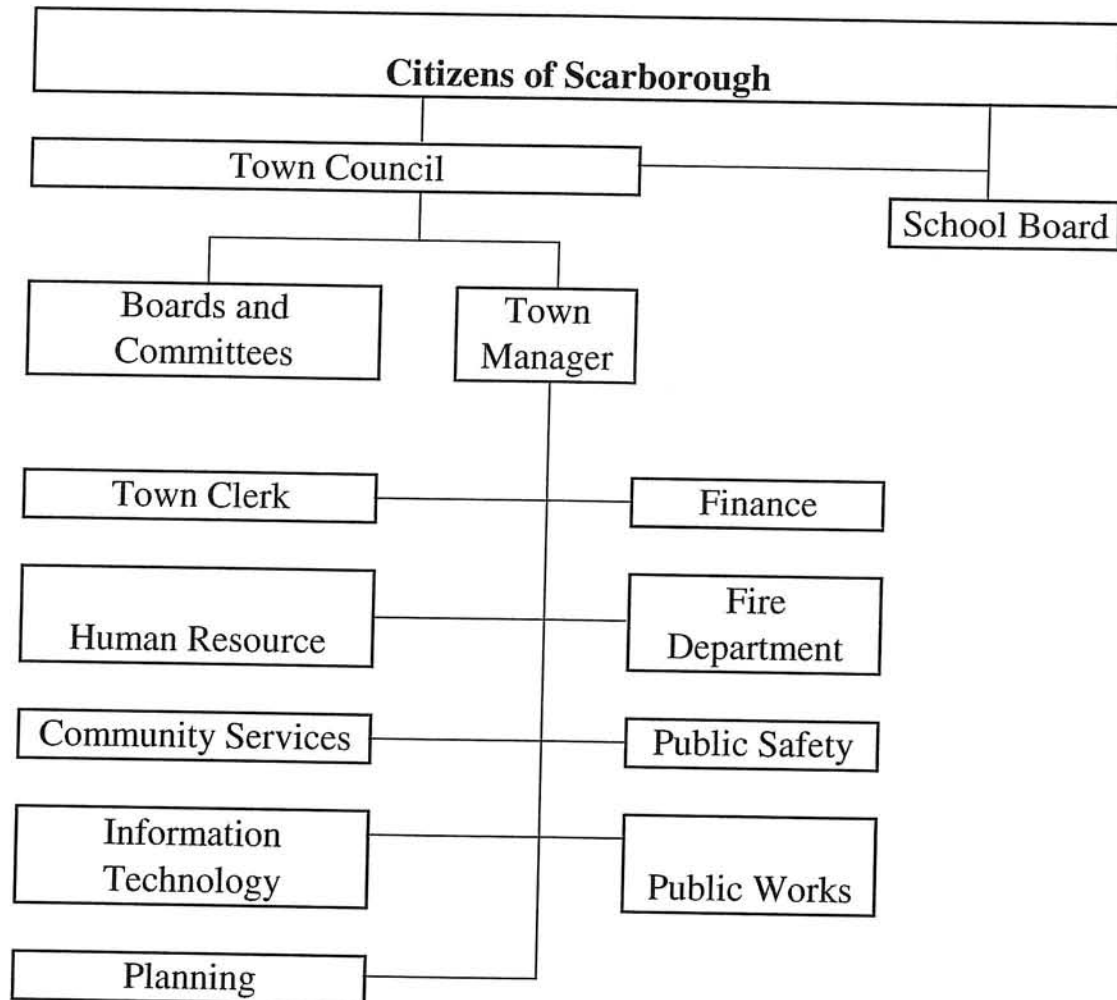 Citizens of Scarborough
Town Council
School Board
Boards and
Committees
Town
Manager
Town Clerk
Finance
Human Resource
Fire
Department
Community Services
Public Safety
Information
Technology
Public Works
Planning